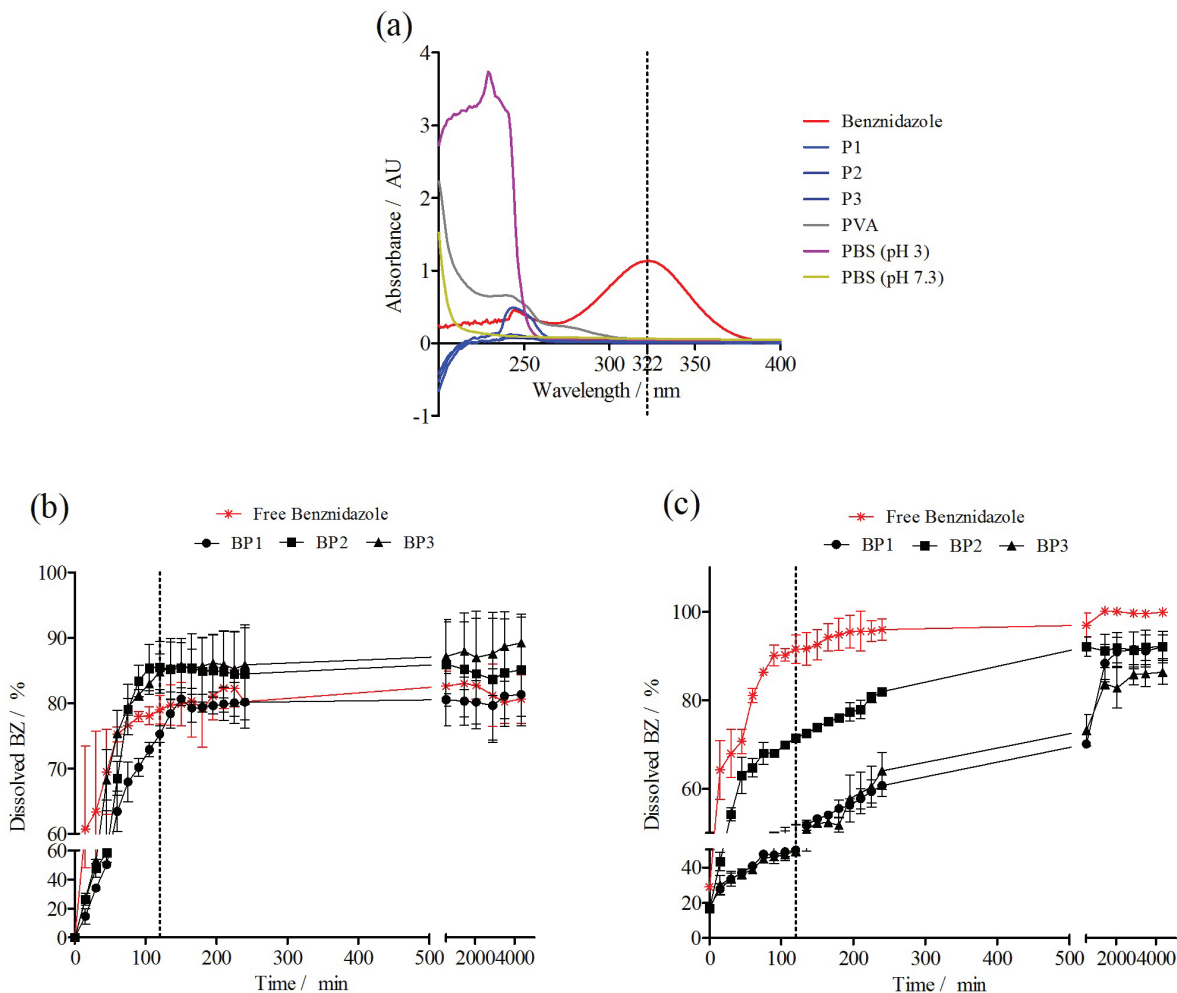 (a)
4
3
2
1
0
-1
Absorbance / AU
250
300
322
350
400
Wavelength / nm
Benznidazole
P1
P2
P3
PVA
PBS (pH 3)
PBS (pH 7.3)
(b)
Free Benznidazole
BP1 BP2 BP3
100
90
80
70
60
60
40
20
0
Dissolved BZ / %
0 100 200 300 400 500 2000 4000
Time / min
(c)
Free Benznidazole
BP1 BP2 BP3
100
80
60
40
20
0
Dissolved BZ / %
0 100 200 300 400 500 2000 4000
Time / min